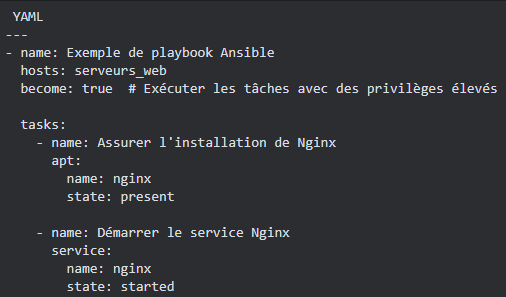 YAML
---
- name: Exemple de playbook Ansible
  hosts: serveurs_web
  become: true  # Exécuter les tâches avec des privilèges élevés

  tasks:
    - name: Assurer l'installation de Nginx
      apt:
        name: nginx
        state: present

    - name: Démarrer le service Nginx
      service:
        name: nginx
        state: started